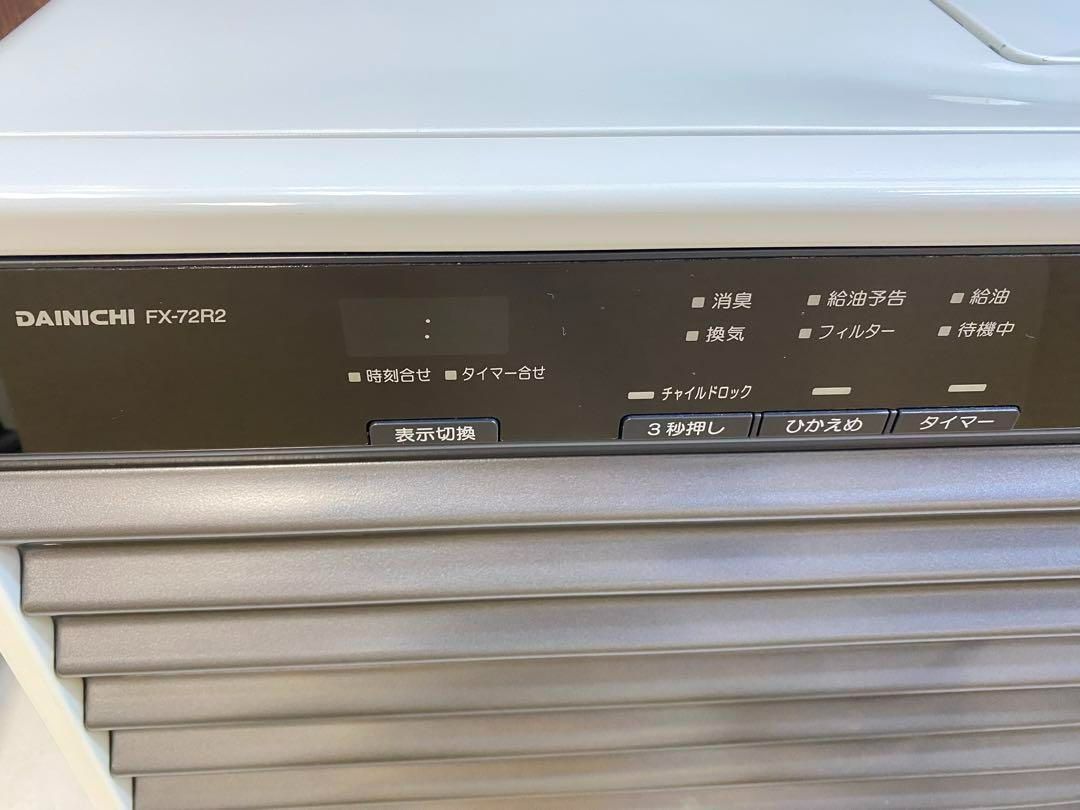 DAINICHI FX-72R2
:
消臭 給油予告 給油
換気 フィルター 待機中
時刻合せ タイマー合せ
チャイルドロック
表示切換 3秒押し ひかえめ タイマー